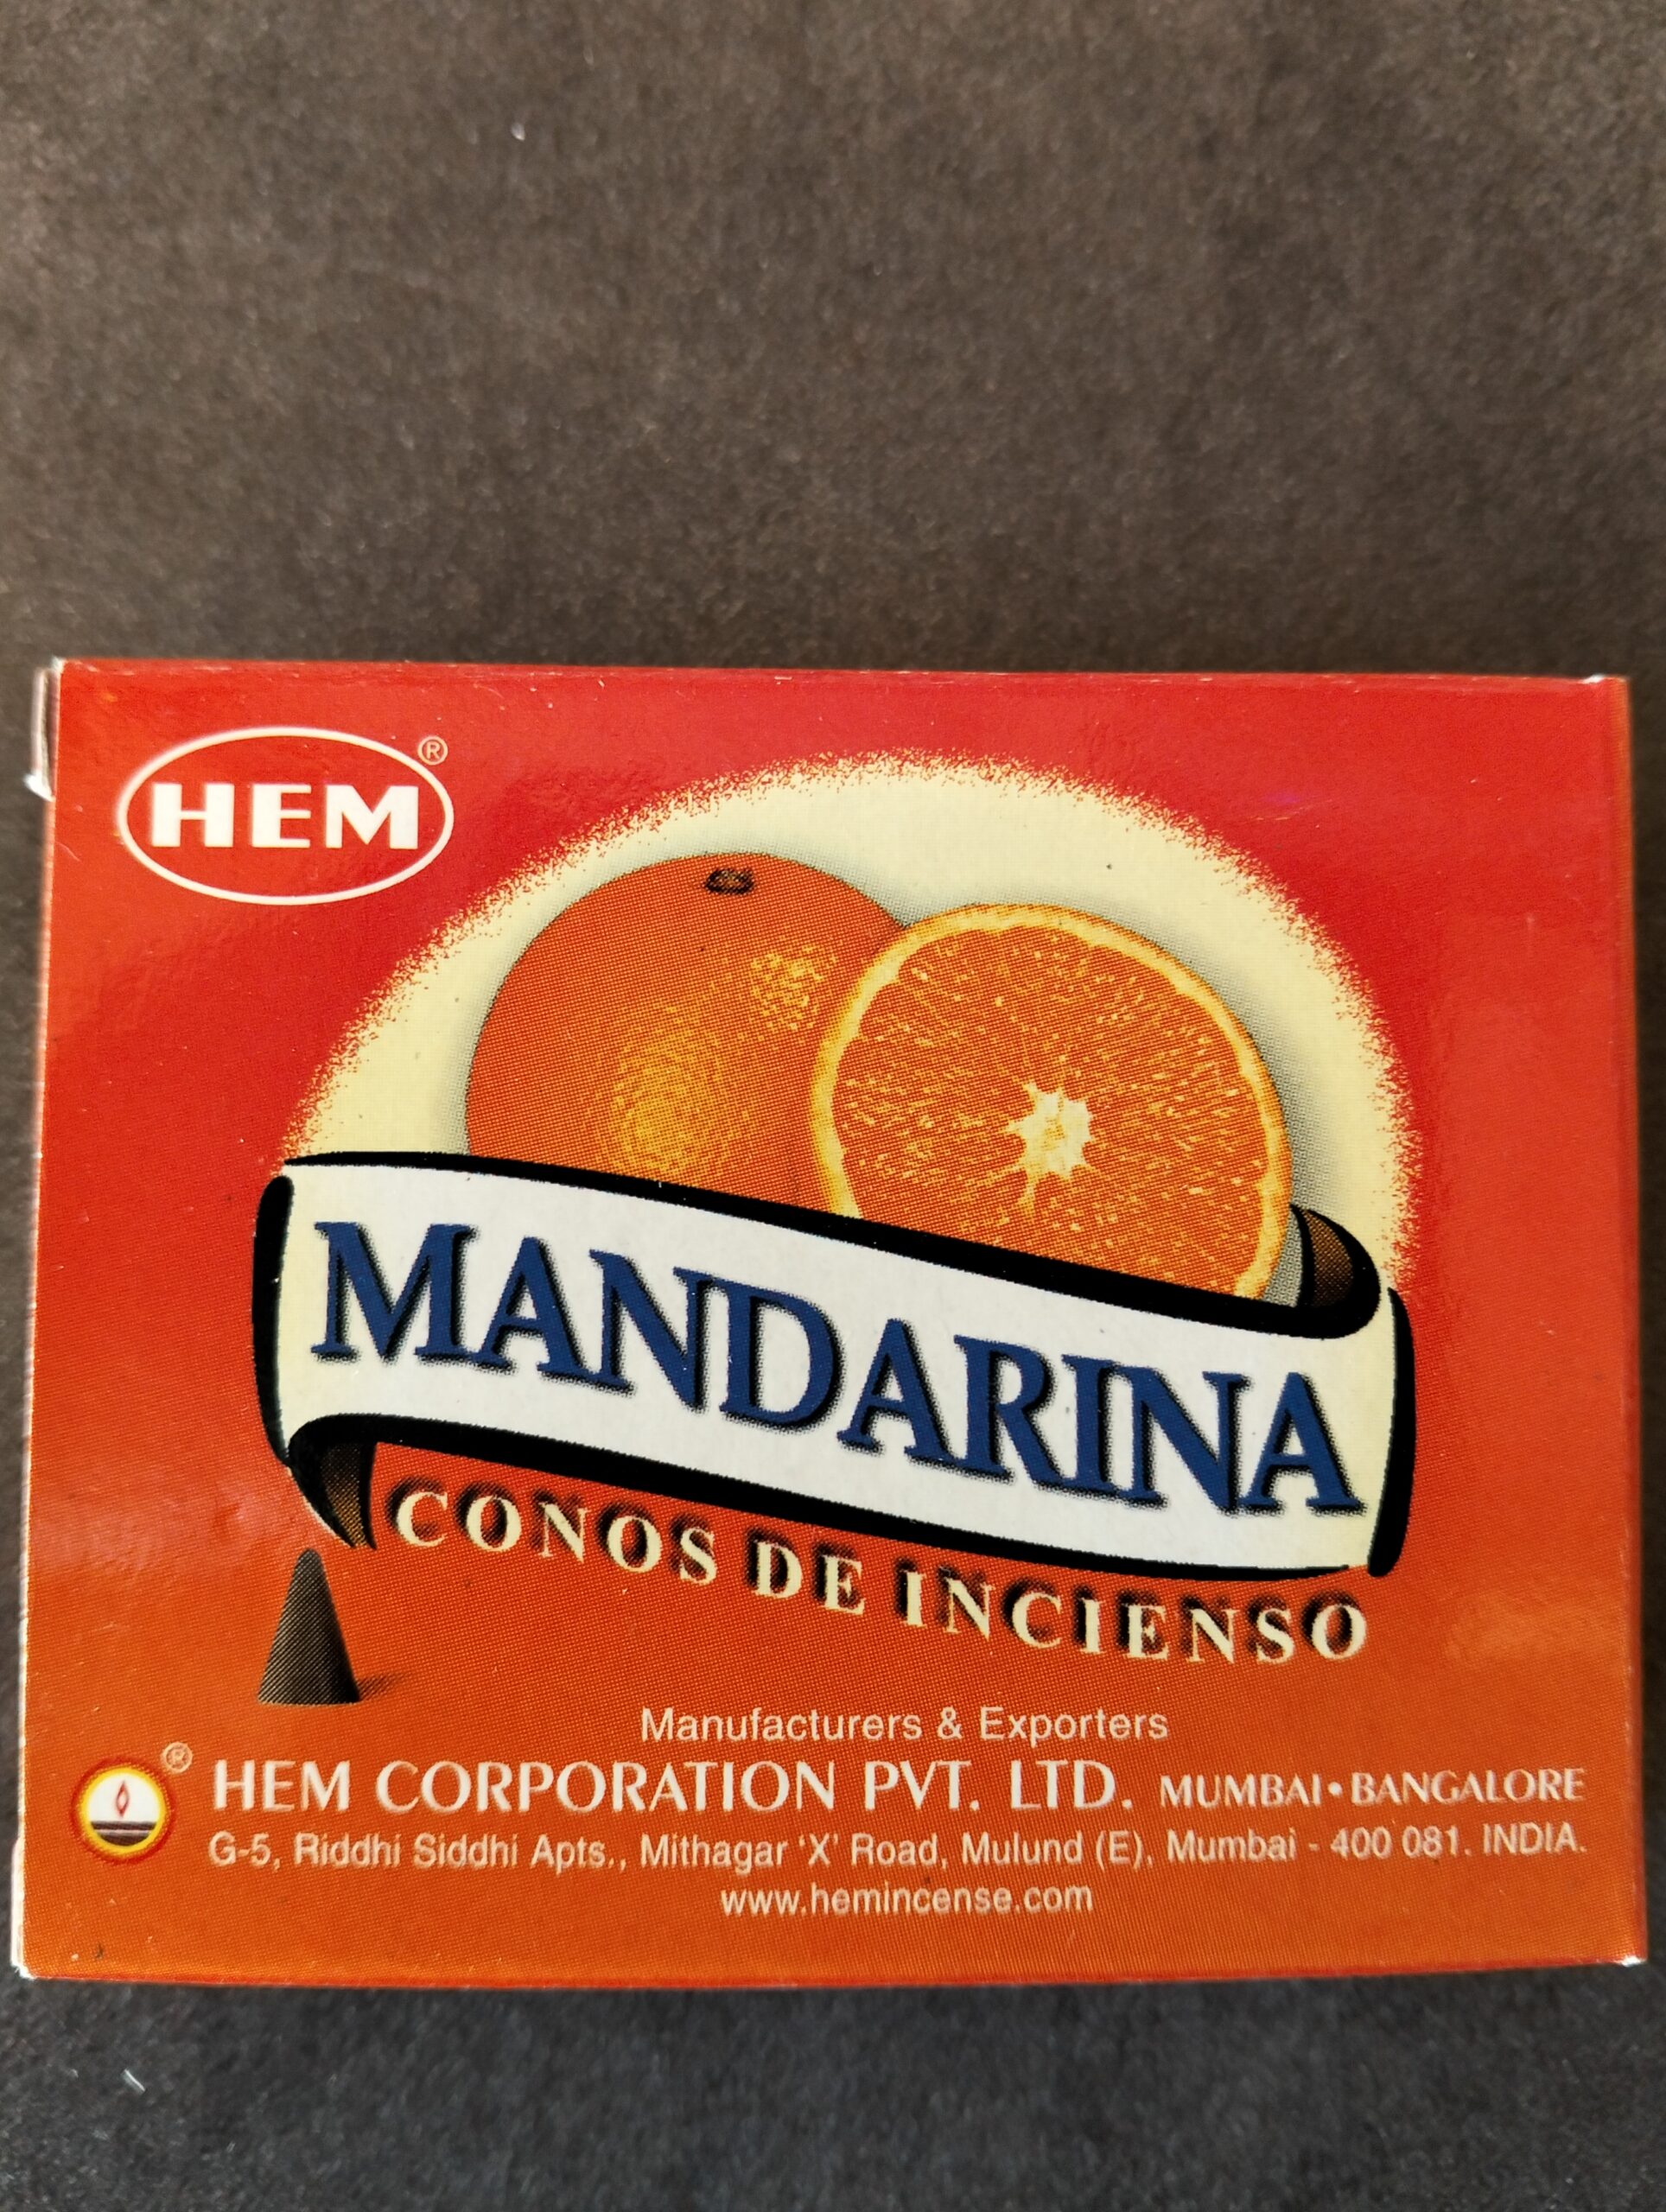 HEM®
MANDARINA
CONOS DE INCIENSO
Manufacturers & Exporters
® HEM CORPORATION PVT. LTD. MUMBAI • BANGALORE
G-5, Riddhi Siddhi Apts., Mithagar ‘X’ Road, Mulund (E), Mumbai - 400 081. INDIA.
www.hemincense.com